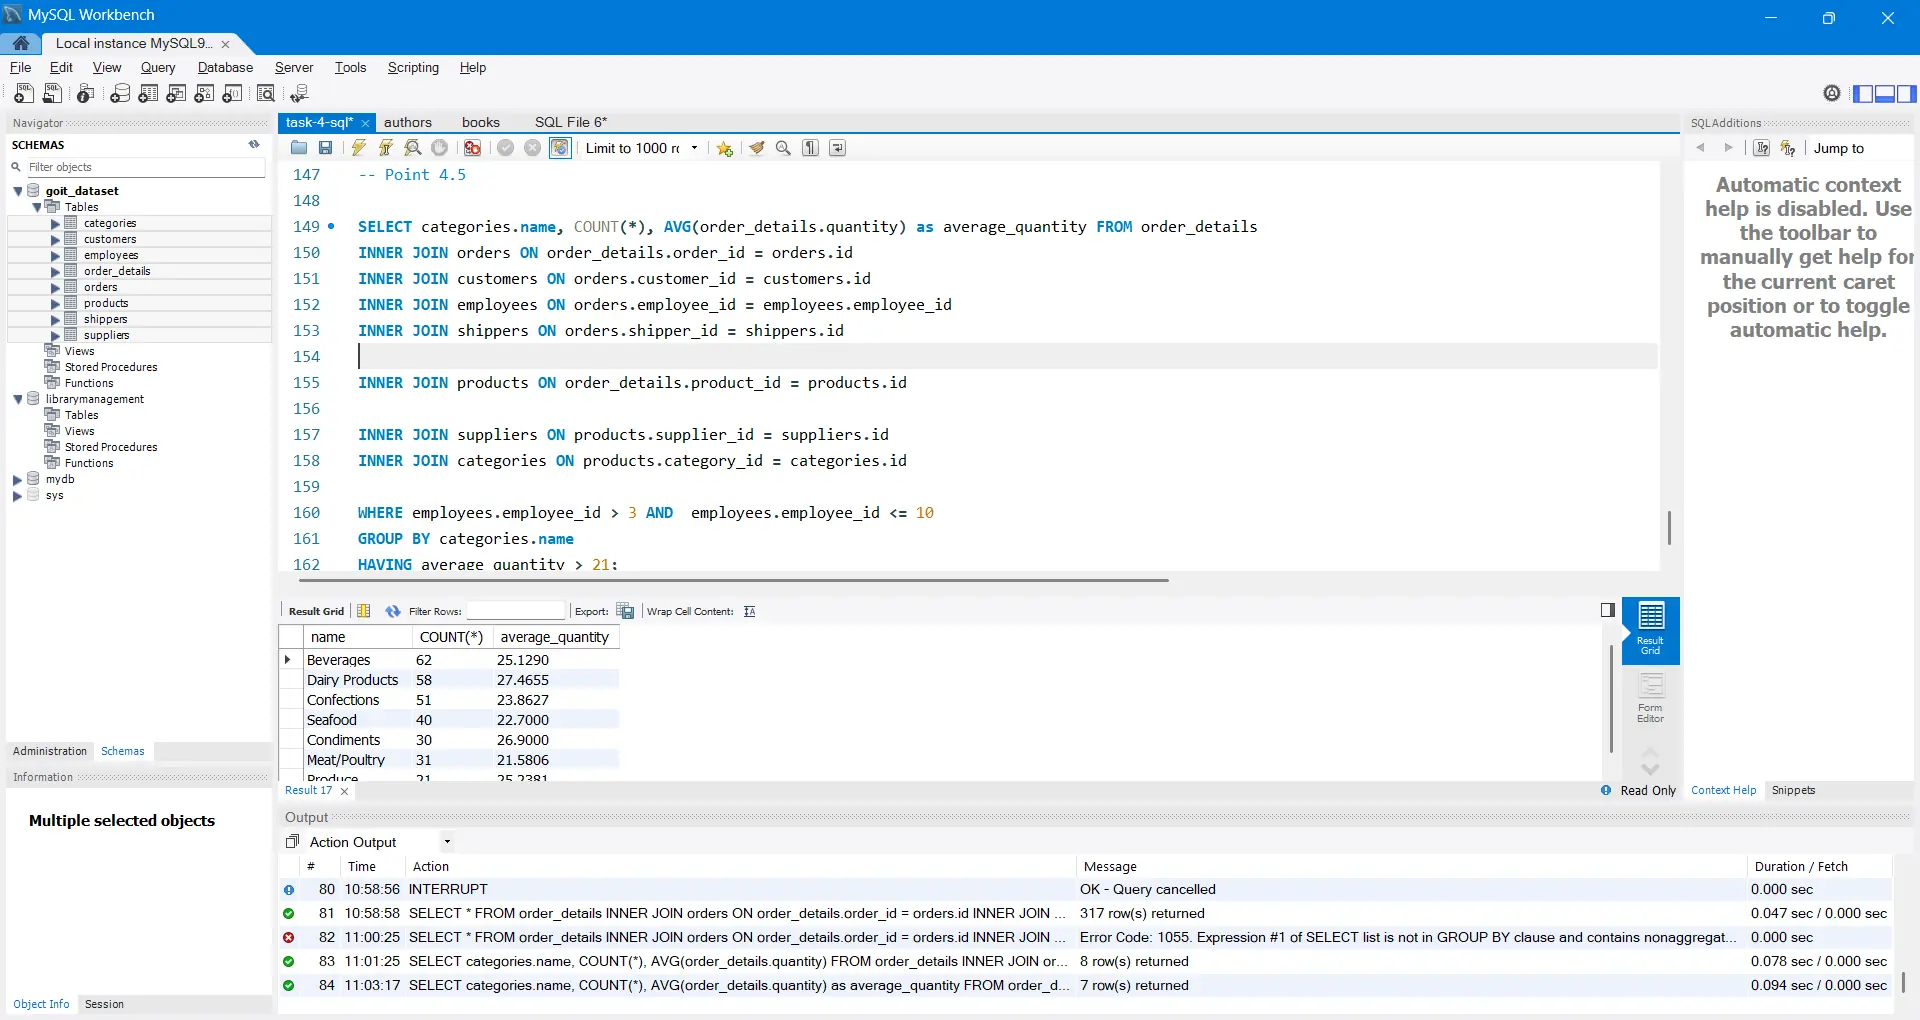 MySQL Workbench
Local instance MySQL9...
File Edit View Query Database Server Tools Scripting Help
Navigator
SCHEMAS
Filter objects
goit_dataset
Tables
categories
customers
employees
order_details
orders
products
shippers
suppliers
Views
Stored Procedures
Functions
librarymanagement
Tables
Views
Stored Procedures
Functions
mydb
sys
Administration Schemas
Information
Multiple selected objects
Object Info Session
task-4-sql* authors books SQL File 6*
Limit to 1000 rc
147 -- Point 4.5
148
149 SELECT categories.name, COUNT(*), AVG(order_details.quantity) as average_quantity FROM order_details
150 INNER JOIN orders ON order_details.order_id = orders.id
151 INNER JOIN customers ON orders.customer_id = customers.id
152 INNER JOIN employees ON orders.employee_id = employees.employee_id
153 INNER JOIN shippers ON orders.shipper_id = shippers.id
154
155 INNER JOIN products ON order_details.product_id = products.id
156
157 INNER JOIN suppliers ON products.supplier_id = suppliers.id
158 INNER JOIN categories ON products.category_id = categories.id
159
160 WHERE employees.employee_id > 3 AND  employees.employee_id <= 10
161 GROUP BY categories.name
162 HAVING average_quantity > 21;
Result Grid Filter Rows: Export: Wrap Cell Content:
name COUNT(*) average_quantity
Beverages 62 25.1290
Dairy Products 58 27.4655
Confections 51 23.8627
Seafood 40 22.7000
Condiments 30 26.9000
Meat/Poultry 31 21.5806
Produce 21 25.2381
Result Grid
Form Editor
Result 17
Read Only
SQLAdditions
Jump to
Automatic context
help is disabled. Use
the toolbar to
manually get help for
the current caret
position or to toggle
automatic help.
Context Help Snippets
Output
Action Output
# Time Action Message Duration / Fetch
80 10:58:56 INTERRUPT OK - Query cancelled 0.000 sec
81 10:58:58 SELECT * FROM order_details INNER JOIN orders ON order_details.order_id = orders.id INNER JOIN ... 317 row(s) returned 0.047 sec / 0.000 sec
82 11:00:25 SELECT * FROM order_details INNER JOIN orders ON order_details.order_id = orders.id INNER JOIN ... Error Code: 1055. Expression #1 of SELECT list is not in GROUP BY clause and contains nonaggregat... 0.000 sec
83 11:01:25 SELECT categories.name, COUNT(*), AVG(order_details.quantity) FROM order_details INNER JOIN or... 8 row(s) returned 0.078 sec / 0.000 sec
84 11:03:17 SELECT categories.name, COUNT(*), AVG(order_details.quantity) as average_quantity FROM order_d... 7 row(s) returned 0.094 sec / 0.000 sec